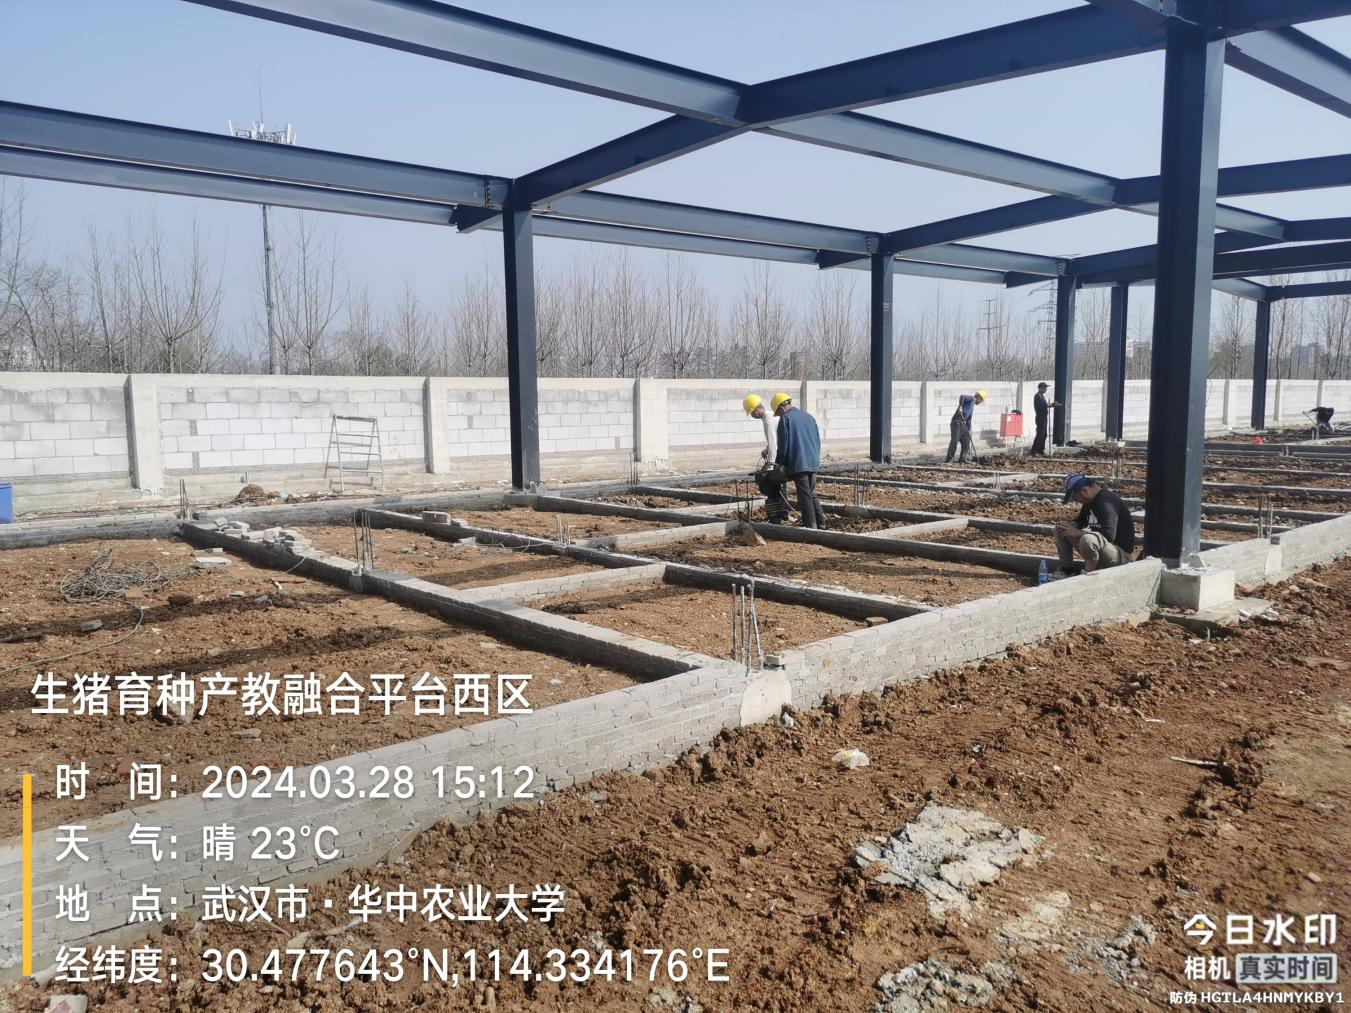 生猪育种产教融合平台西区
时 间：2024.03.28 15:12
天 气：晴 23℃
地 点：武汉市·华中农业大学
经纬度：30.477643°N,114.334176°E
今日水印
相机 真实时间
防伪 HGTLA4HNMYKBY1